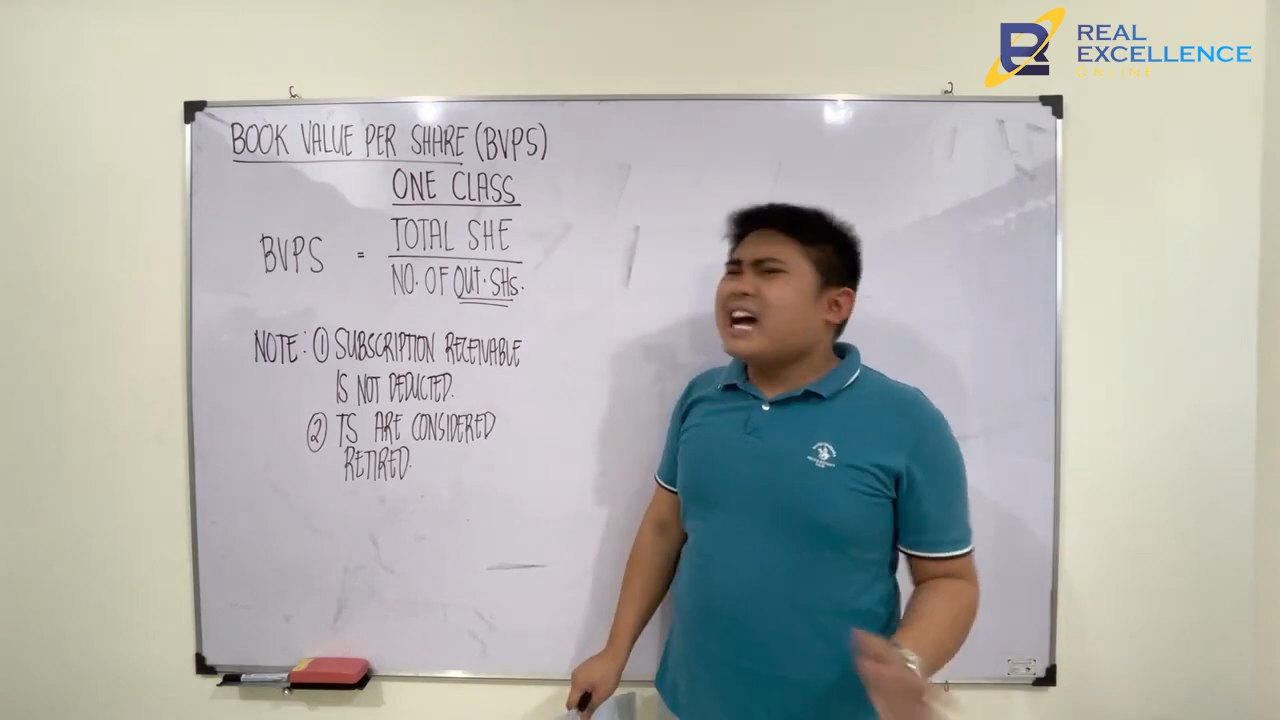 REAL
EXCELLENCE
ONLINE
BOOK VALUE PER SHARE (BVPS)
ONE CLASS
BVPS = TOTAL SHE
NO. OF OUT. SHs.
NOTE: ① SUBSCRIPTION RECEIVABLE
IS NOT DEDUCTED.
② TS ARE CONSIDERED
RETIRED.